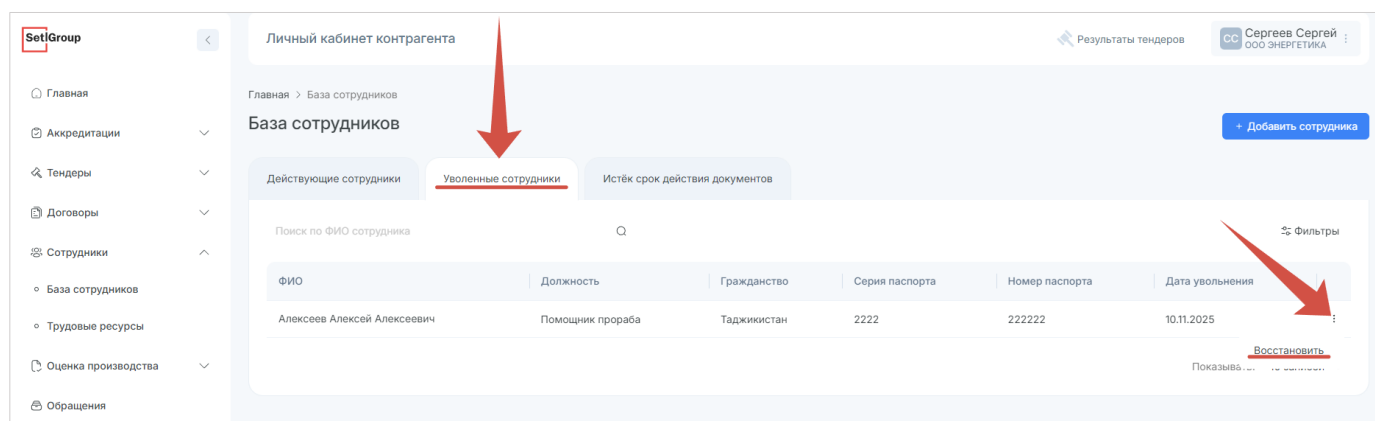 SetlGroup
Личный кабинет контрагента
Результаты тендеров
СС
Сергеев Сергей
ООО ЭНЕРГЕТИКА
Главная
Аккредитации
Тендеры
Договоры
Сотрудники
База сотрудников
Трудовые ресурсы
Оценка производства
Обращения
Главная > База сотрудников
База сотрудников
+ Добавить сотрудника
Действующие сотрудники
Уволенные сотрудники
Истёк срок действия документов
Поиск по ФИО сотрудника
Фильтры
ФИО Должность Гражданство Серия паспорта Номер паспорта Дата увольнения
Алексеев Алексей Алексеевич Помощник прораба Таджикистан 2222 222222 10.11.2025
Восстановить